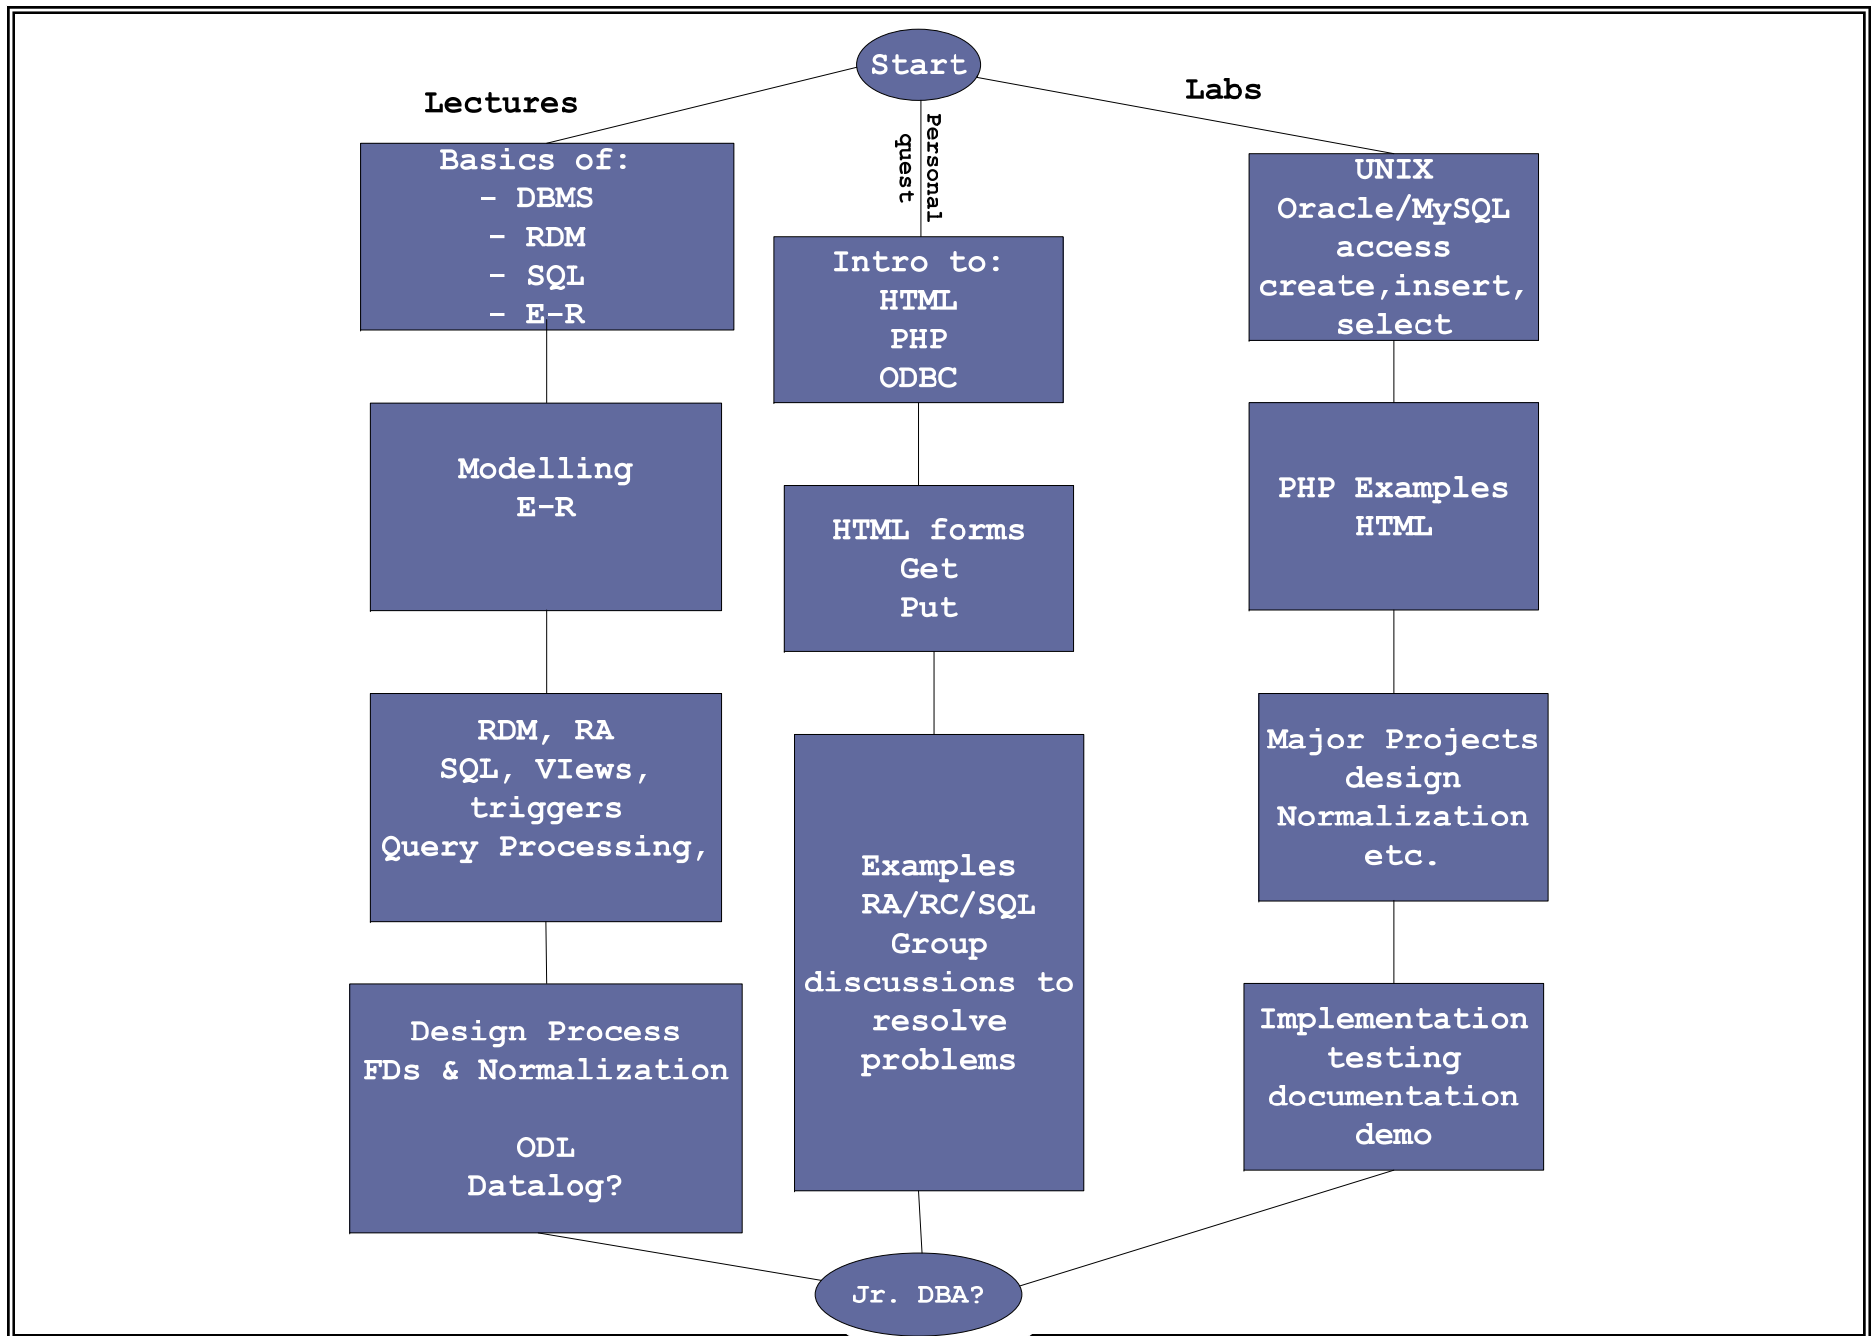 Start
Lectures
Basics of:
- DBMS
- RDM
- SQL
- E-R
Modelling
E-R
RDM, RA
SQL, VIews,
triggers
Query Processing,
Design Process
FDs & Normalization
ODL
Datalog?
Personal
quest
Intro to:
HTML
PHP
ODBC
HTML forms
Get
Put
Examples
RA/RC/SQL
Group
discussions to
resolve
problems
Labs
UNIX
Oracle/MySQL
access
create,insert,
select
PHP Examples
HTML
Major Projects
design
Normalization
etc.
Implementation
testing
documentation
demo
Jr. DBA?